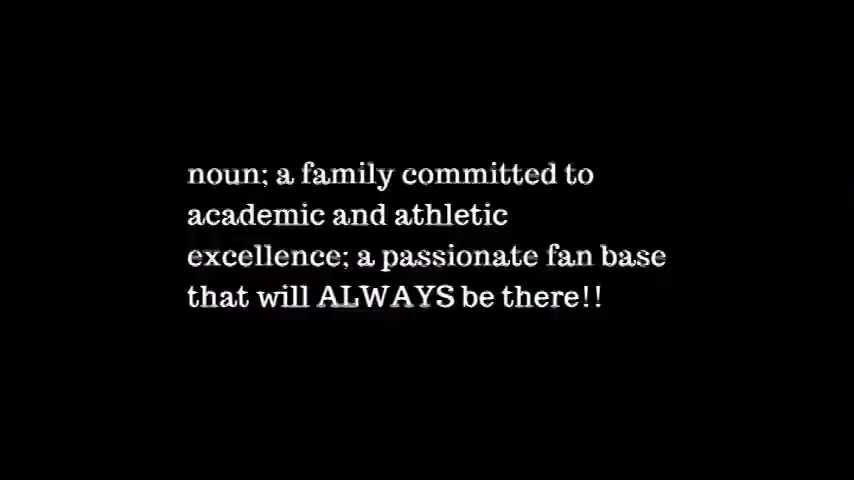 noun; a family committed to
academic and athletic
excellence; a passionate fan base
that will ALWAYS be there!!